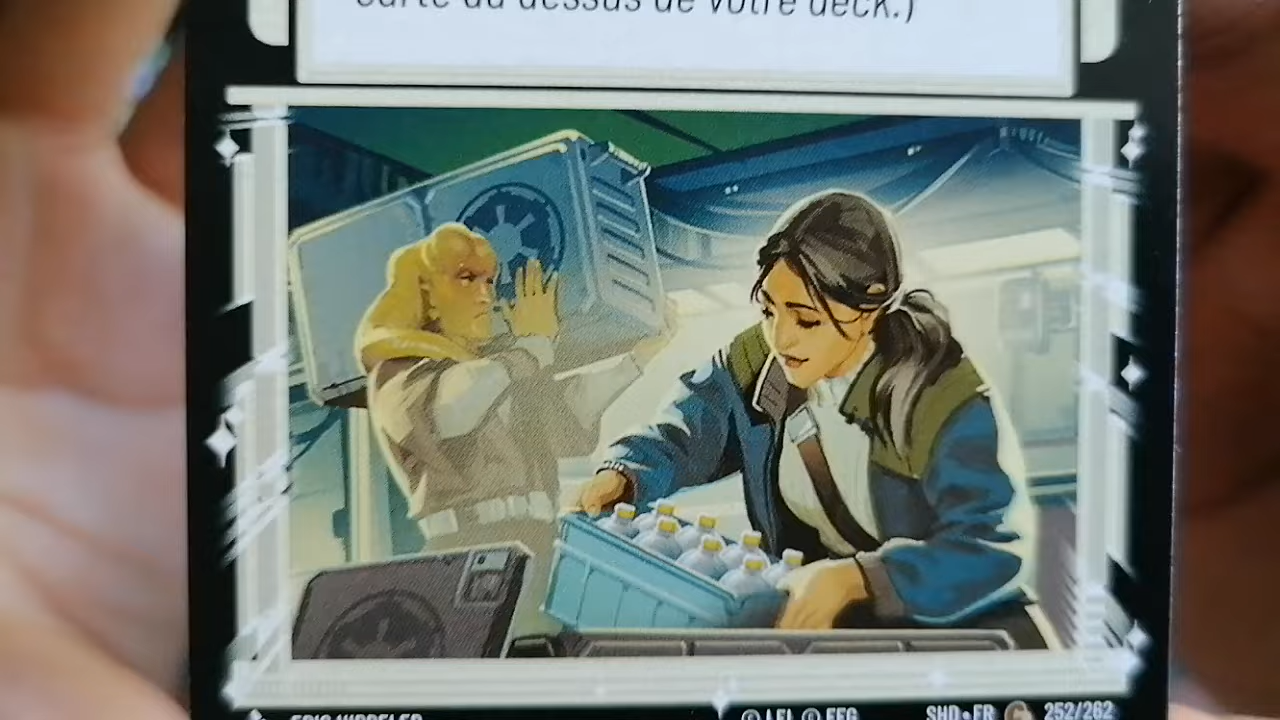 carte du dessus de votre deck.)
© LFL © FFG
SHD • FR C 252/262